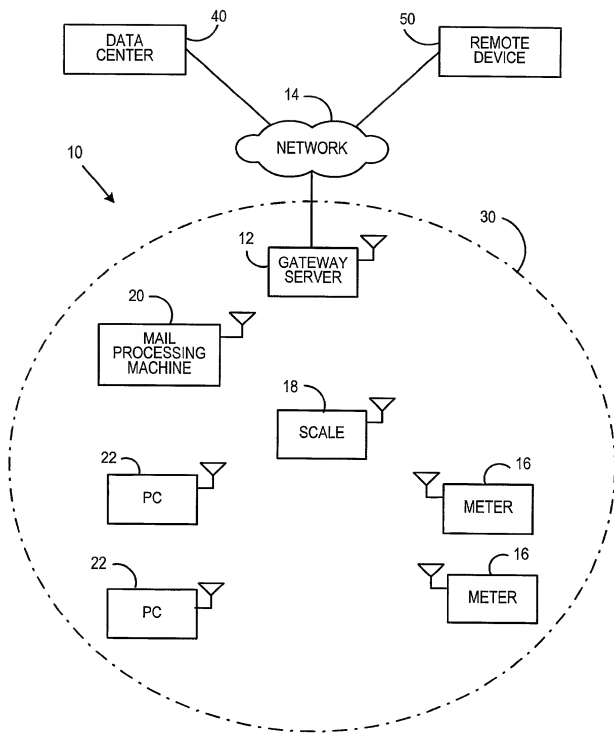 40
DATA
CENTER
50
REMOTE
DEVICE
14
NETWORK
10
30
12
GATEWAY
SERVER
20
MAIL
PROCESSING
MACHINE
18
SCALE
22
PC
16
METER
22
PC
16
METER